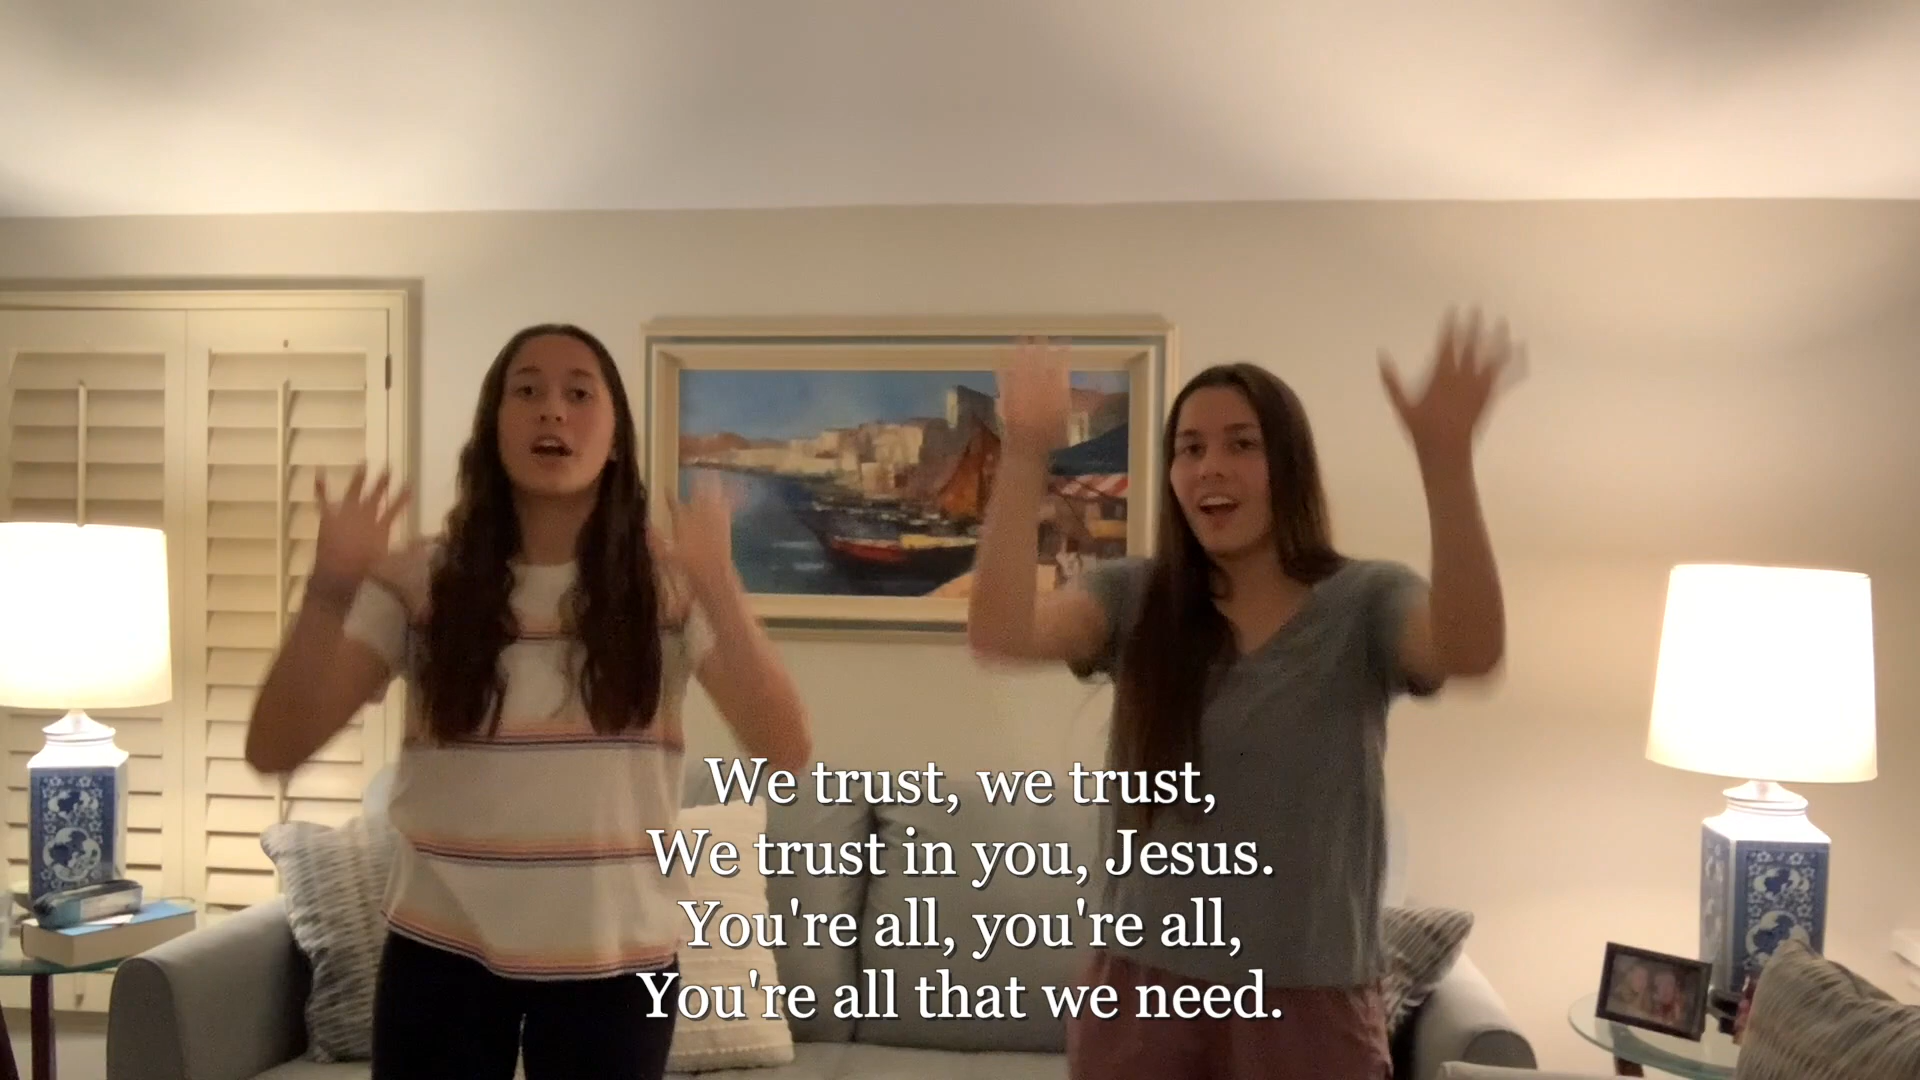 We trust, we trust,
We trust in you, Jesus.
You're all, you're all,
You're all that we need.